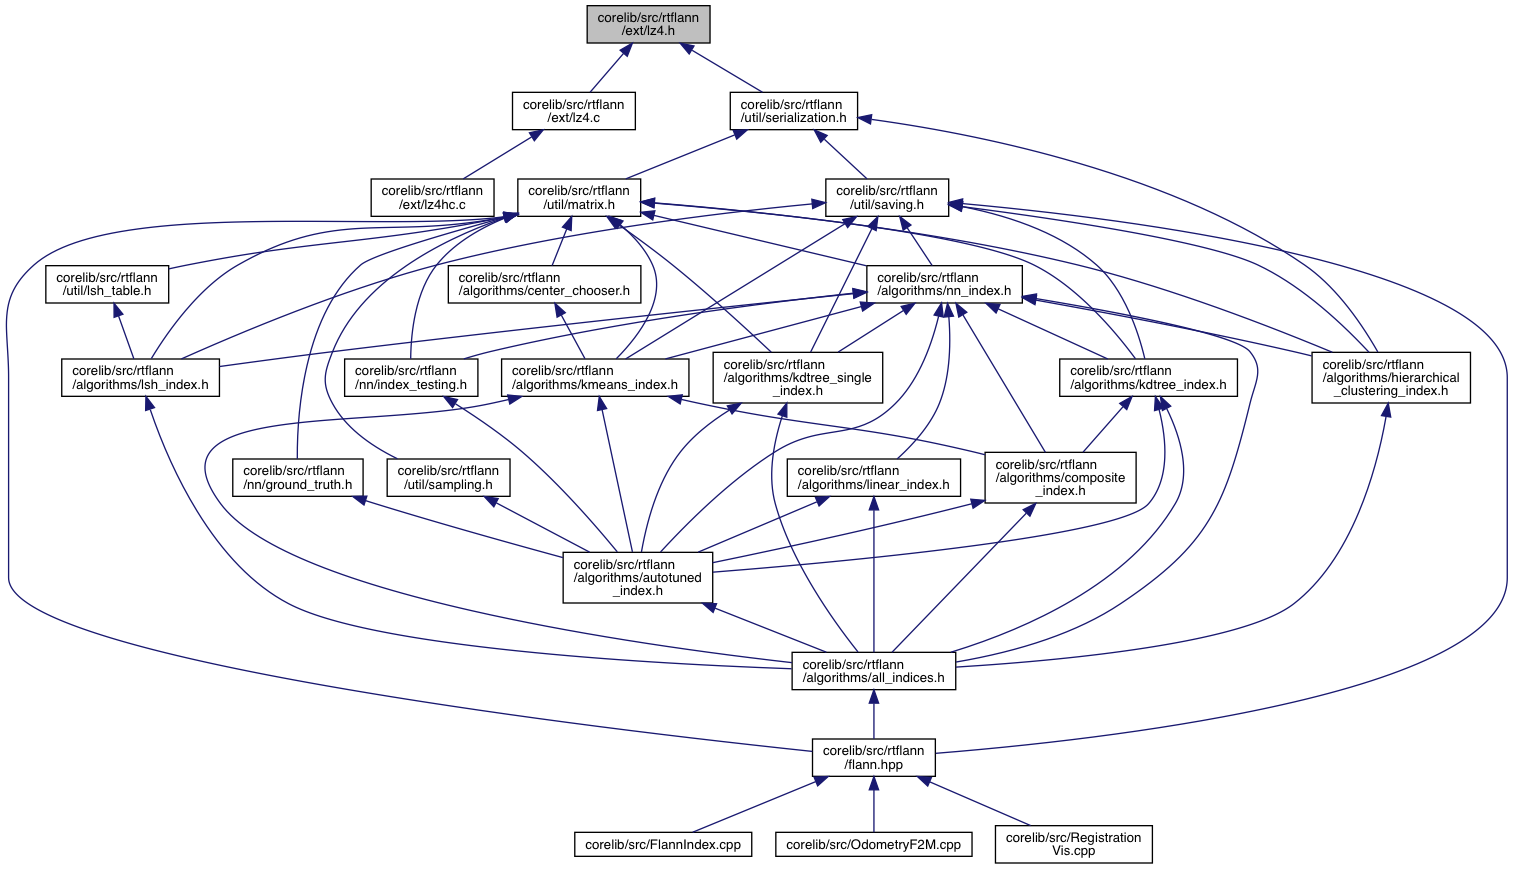 corelib/src/rtflann
/ext/lz4.h
corelib/src/rtflann
/ext/lz4.c
corelib/src/rtflann
/util/serialization.h
corelib/src/rtflann
/ext/lz4hc.c
corelib/src/rtflann
/util/matrix.h
corelib/src/rtflann
/util/saving.h
corelib/src/rtflann
/util/lsh_table.h
corelib/src/rtflann
/algorithms/center_chooser.h
corelib/src/rtflann
/algorithms/nn_index.h
corelib/src/rtflann
/algorithms/lsh_index.h
corelib/src/rtflann
/nn/index_testing.h
corelib/src/rtflann
/algorithms/kmeans_index.h
corelib/src/rtflann
/algorithms/kdtree_single
_index.h
corelib/src/rtflann
/algorithms/kdtree_index.h
corelib/src/rtflann
/algorithms/hierarchical
_clustering_index.h
corelib/src/rtflann
/nn/ground_truth.h
corelib/src/rtflann
/util/sampling.h
corelib/src/rtflann
/algorithms/linear_index.h
corelib/src/rtflann
/algorithms/composite
_index.h
corelib/src/rtflann
/algorithms/autotuned
_index.h
corelib/src/rtflann
/algorithms/all_indices.h
corelib/src/rtflann
/flann.hpp
corelib/src/FlannIndex.cpp
corelib/src/OdometryF2M.cpp
corelib/src/Registration
Vis.cpp